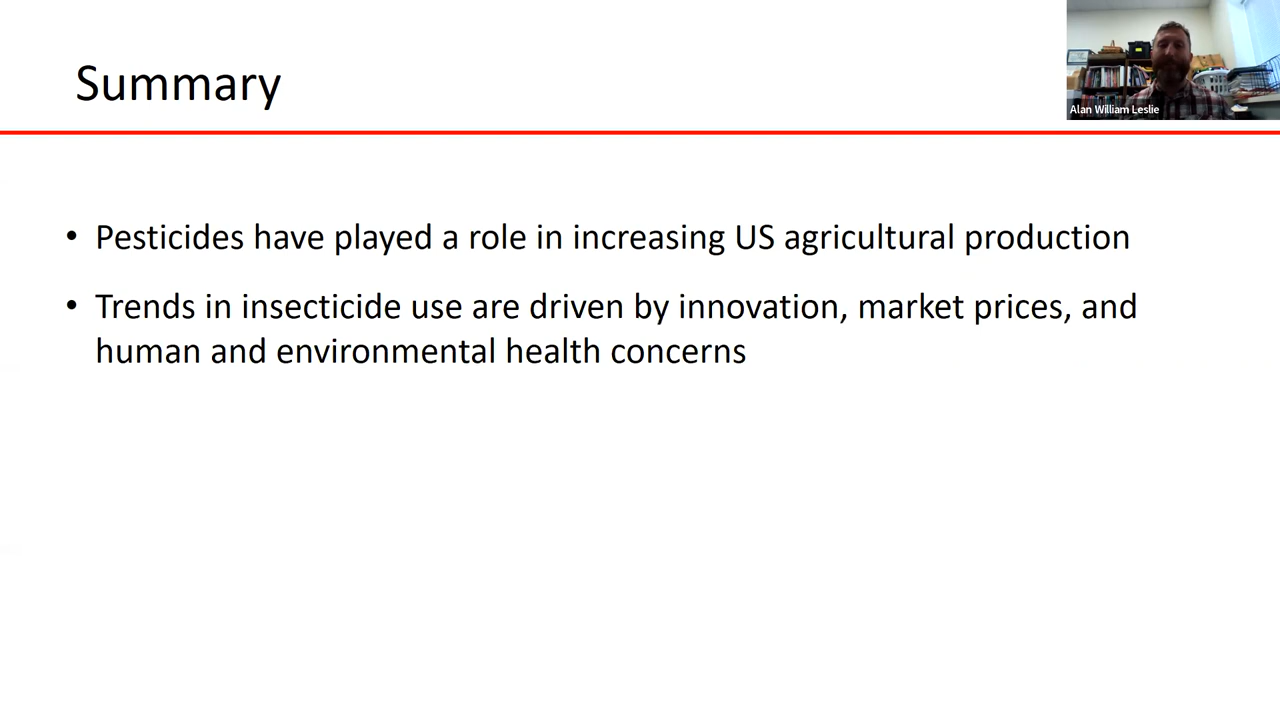 Summary
Alan William Leslie
• Pesticides have played a role in increasing US agricultural production
• Trends in insecticide use are driven by innovation, market prices, and
human and environmental health concerns